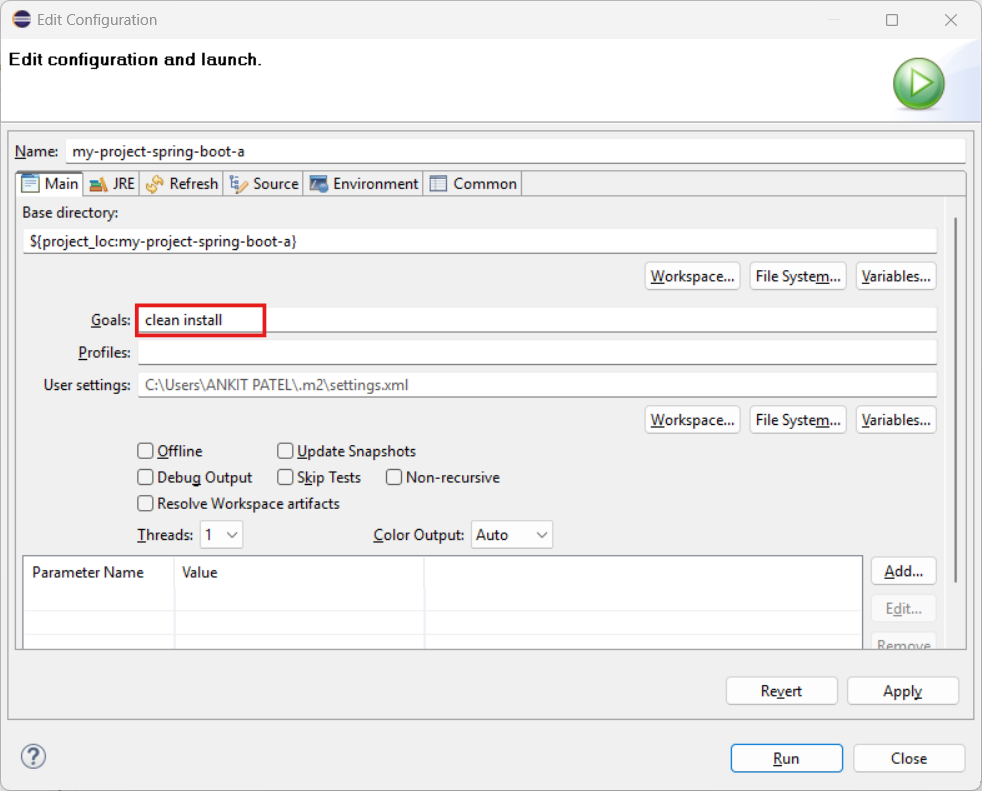 Edit Configuration
Edit configuration and launch.
Name: my-project-spring-boot-a
Main JRE Refresh Source Environment Common
Base directory:
${project_loc:my-project-spring-boot-a}
Workspace... File System... Variables...
Goals: clean install
Profiles:
User settings: C:\Users\ANKIT PATEL\.m2\settings.xml
Workspace... File System... Variables...
Offline Update Snapshots
Debug Output Skip Tests Non-recursive
Resolve Workspace artifacts
Threads: 1 Color Output: Auto
Parameter Name Value Add...
Edit...
Remove
Revert Apply
? Run Close